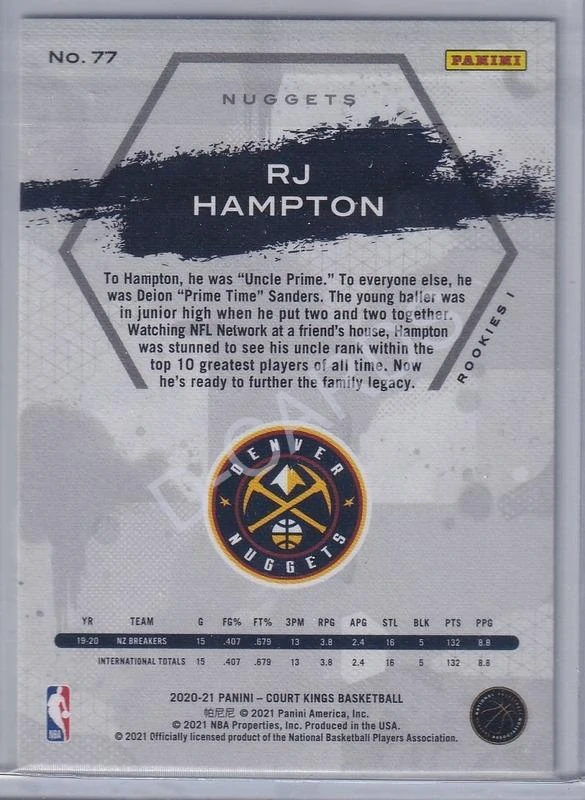 No. 77
PANINI
NUGGETS
RJ
HAMPTON
To Hampton, he was “Uncle Prime.” To everyone else, he
was Deion “Prime Time” Sanders. The young baller was
in junior high when he put two and two together.
Watching NFL Network at a friend’s house, Hampton
was stunned to see his uncle rank within the
top 10 greatest players of all time. Now
he’s ready to further the family legacy.
ROOKIES I
DENVER
NUGGETS
YR TEAM G FG% FT% 3PM RPG APG STL BLK PTS PPG
19-20 NZ BREAKERS 15 .407 .679 13 3.8 2.4 16 5 132 8.8
INTERNATIONAL TOTALS 15 .407 .679 13 3.8 2.4 16 5 132 8.8
2020-21 PANINI – COURT KINGS BASKETBALL
帕尼尼 © 2021 Panini America, Inc.
© 2021 NBA Properties, Inc. Produced in the USA.
© 2021 Officially licensed product of the National Basketball Players Association.
NBA